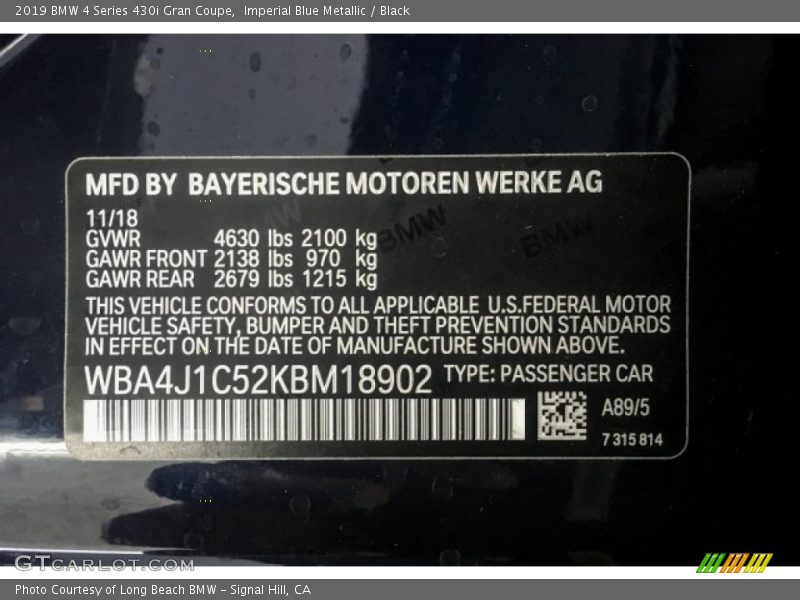 2019 BMW 4 Series 430i Gran Coupe,  Imperial Blue Metallic / Black
MFD BY BAYERISCHE MOTOREN WERKE AG
11/18
GVWR 4630 lbs 2100 kg
GAWR FRONT 2138 lbs 970 kg
GAWR REAR 2679 lbs 1215 kg
BMW
BMW
THIS VEHICLE CONFORMS TO ALL APPLICABLE U.S.FEDERAL MOTOR
VEHICLE SAFETY, BUMPER AND THEFT PREVENTION STANDARDS
IN EFFECT ON THE DATE OF MANUFACTURE SHOWN ABOVE.
WBA4J1C52KBM18902 TYPE: PASSENGER CAR
A89/5
7 315 814
GTCARLOT.COM
Photo Courtesy of Long Beach BMW – Signal Hill, CA